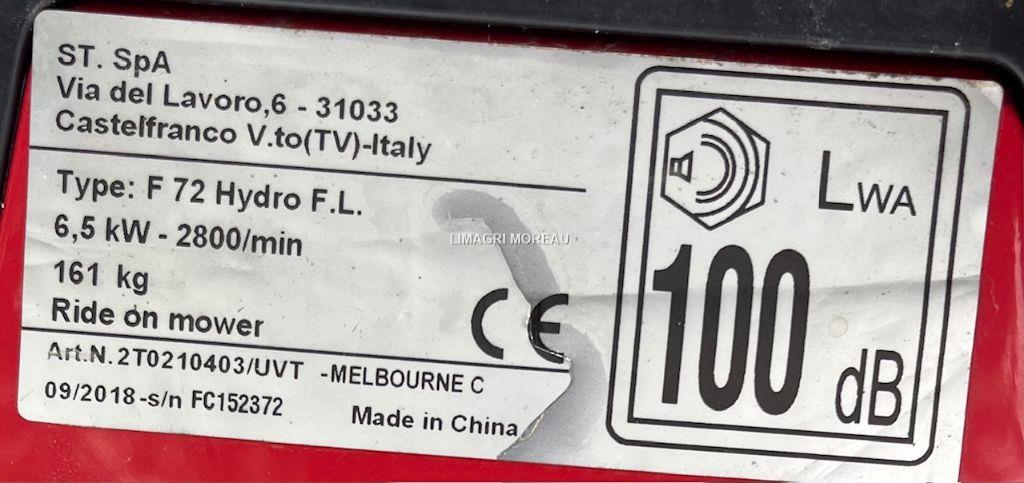 ST. SpA
Via del Lavoro,6 - 31033
Castelfranco V.to(TV)-Italy
Type: F 72 Hydro F.L.
6,5 kW - 2800/min
LIMAGRI MOREAU
161 kg
Ride on mower
CE
Art.N. 2T0210403/UVT -MELBOURNE C
09/2018 -s/n FC152372
Made in China
LWA
100
dB